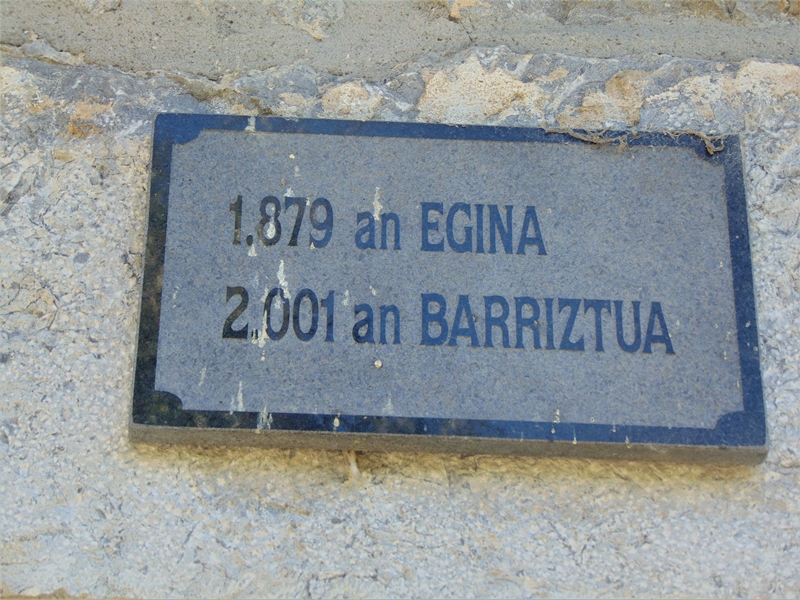 1.879 an EGINA
2.001 an BARRIZTUA